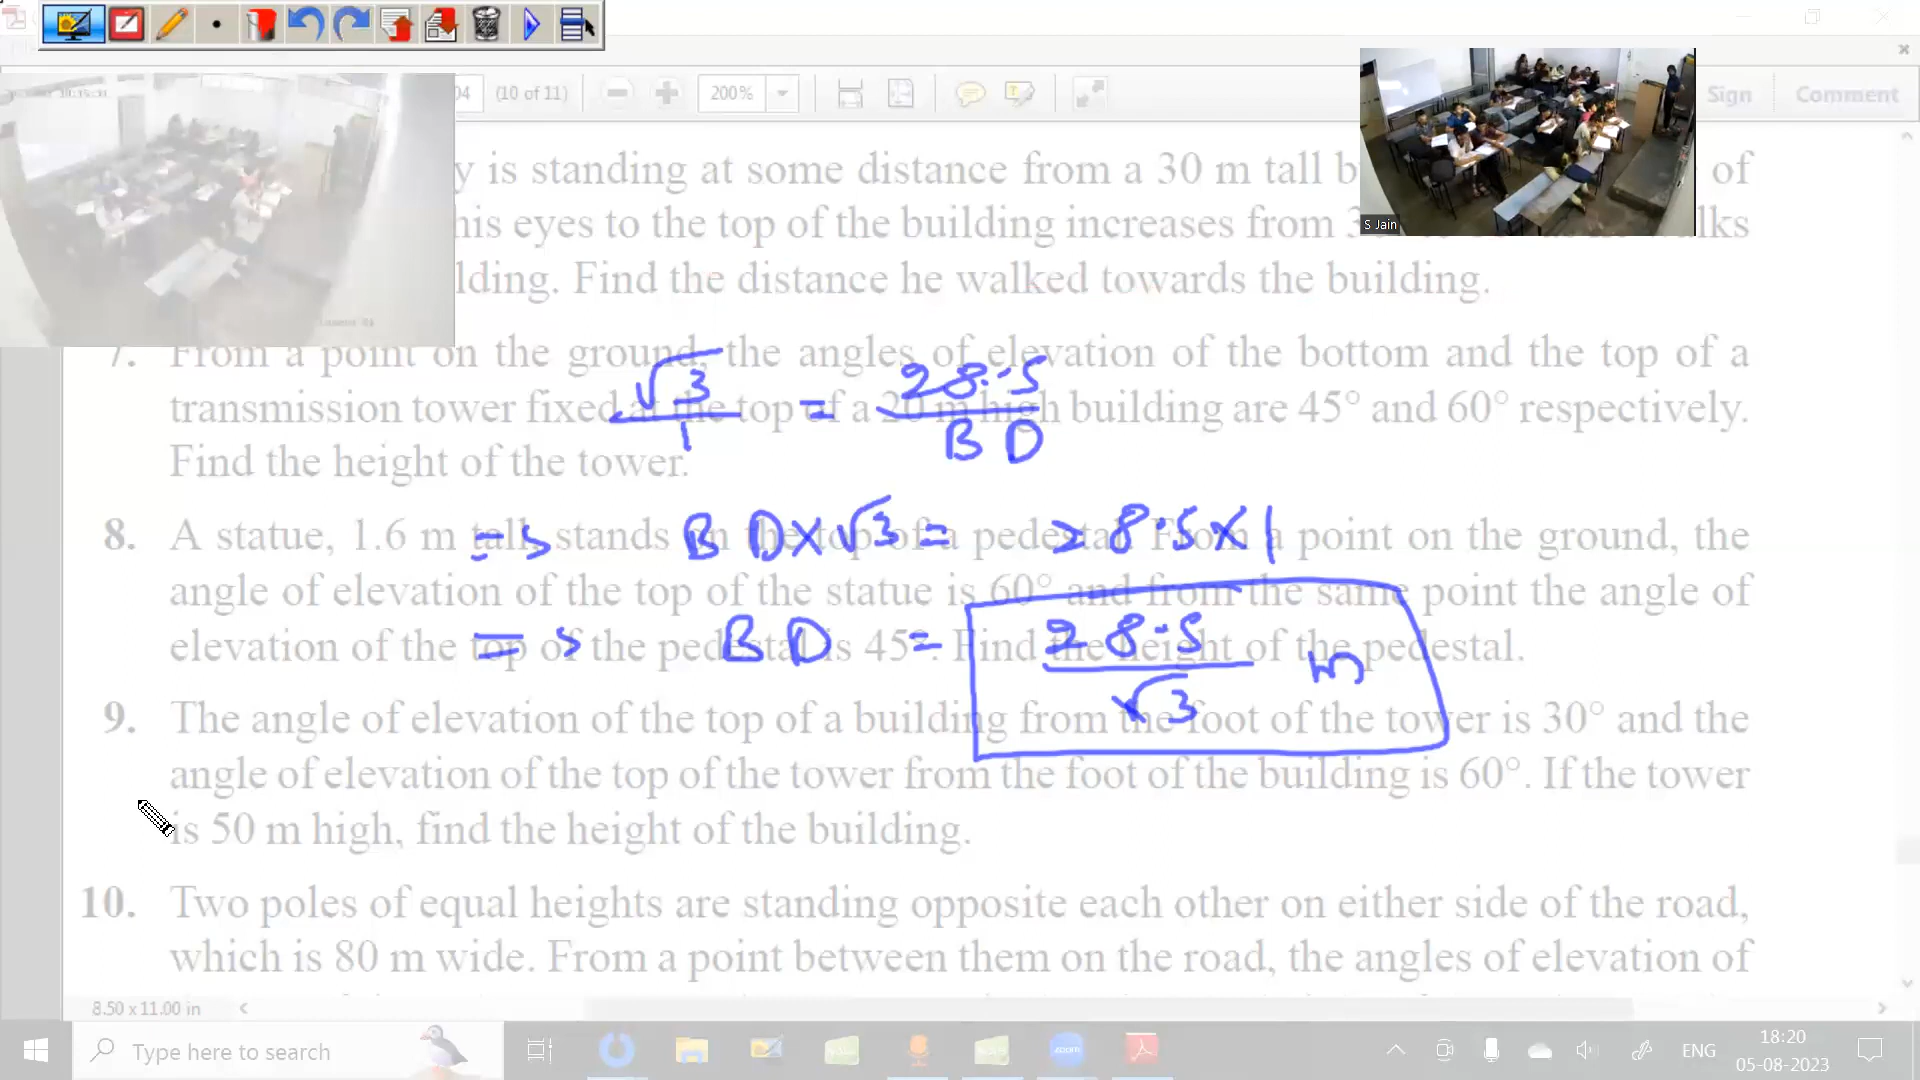 04 (10 of 11) 200% Sign Comment
S Jain
y is standing at some distance from a 30 m tall b of
his eyes to the top of the building increases from 3 lks
lding. Find the distance he walked towards the building.
7. From a point on the ground, the angles of elevation of the bottom and the top of a
transmission tower fixed at the top of a 20 m high building are 45° and 60° respectively.
Find the height of the tower.
√3/1 = 28.5/BD
8. A statue, 1.6 m tall, stands on the top of a pedestal. From a point on the ground, the
angle of elevation of the top of the statue is 60° and from the same point the angle of
elevation of the top of the pedestal is 45°. Find the height of the pedestal.
=> BD×√3 = 28.5×1
=> BD = 28.5/√3 m
9. The angle of elevation of the top of a building from the foot of the tower is 30° and the
angle of elevation of the top of the tower from the foot of the building is 60°. If the tower
is 50 m high, find the height of the building.
10. Two poles of equal heights are standing opposite each other on either side of the road,
which is 80 m wide. From a point between them on the road, the angles of elevation of
8.50 x 11.00 in
Type here to search
zoom
ENG
18:20
05-08-2023